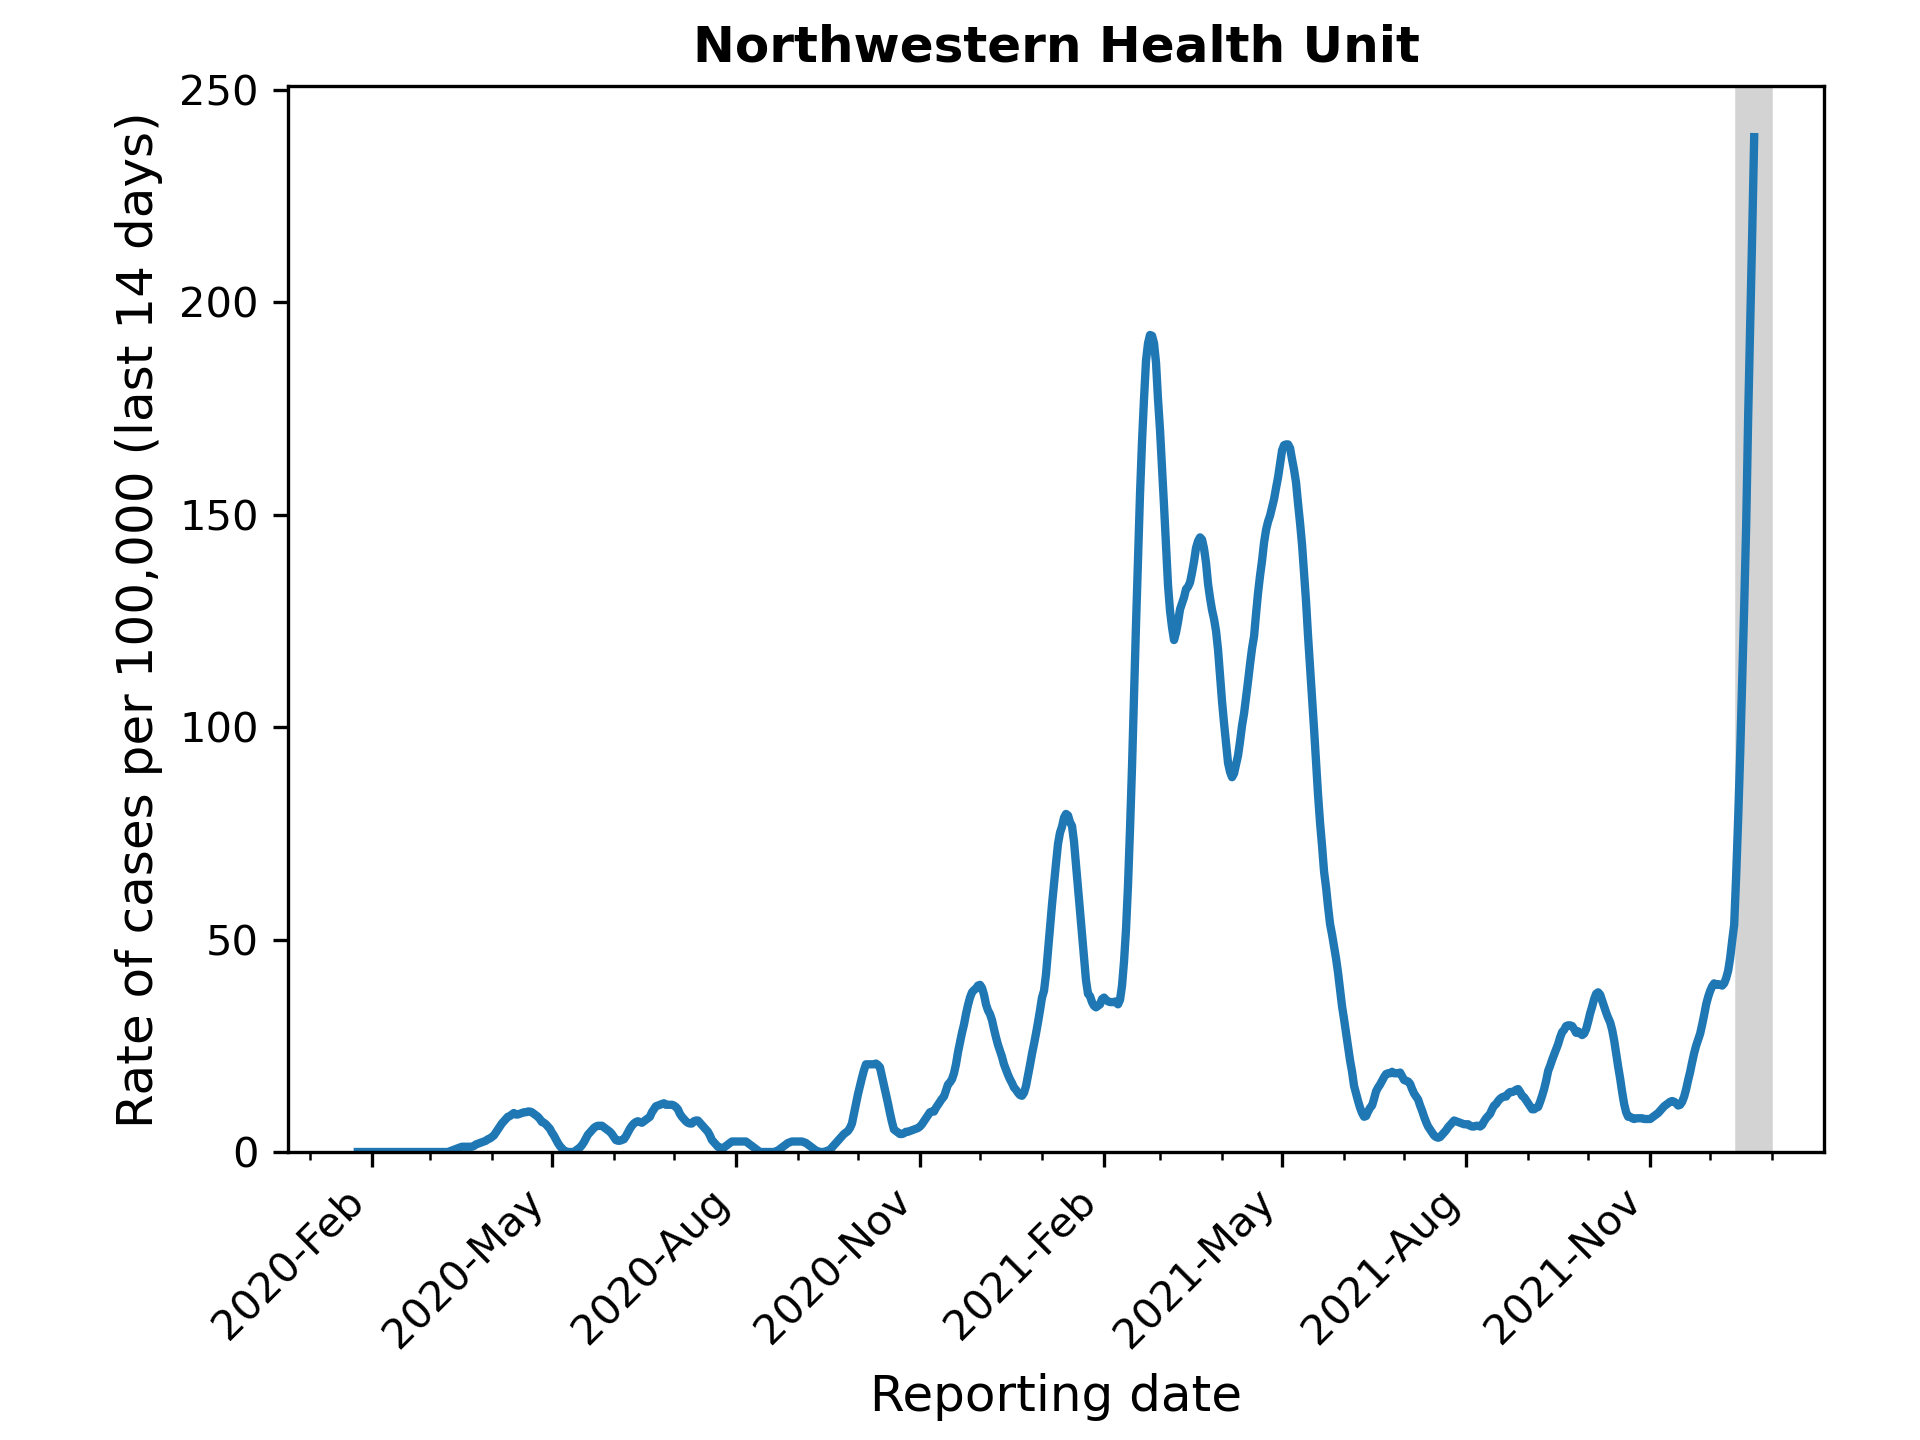 Northwestern Health Unit
Rate of cases per 100,000 (last 14 days)
250
200
150
100
50
0
2020-Feb
2020-May
2020-Aug
2020-Nov
2021-Feb
2021-May
2021-Aug
2021-Nov
Reporting date